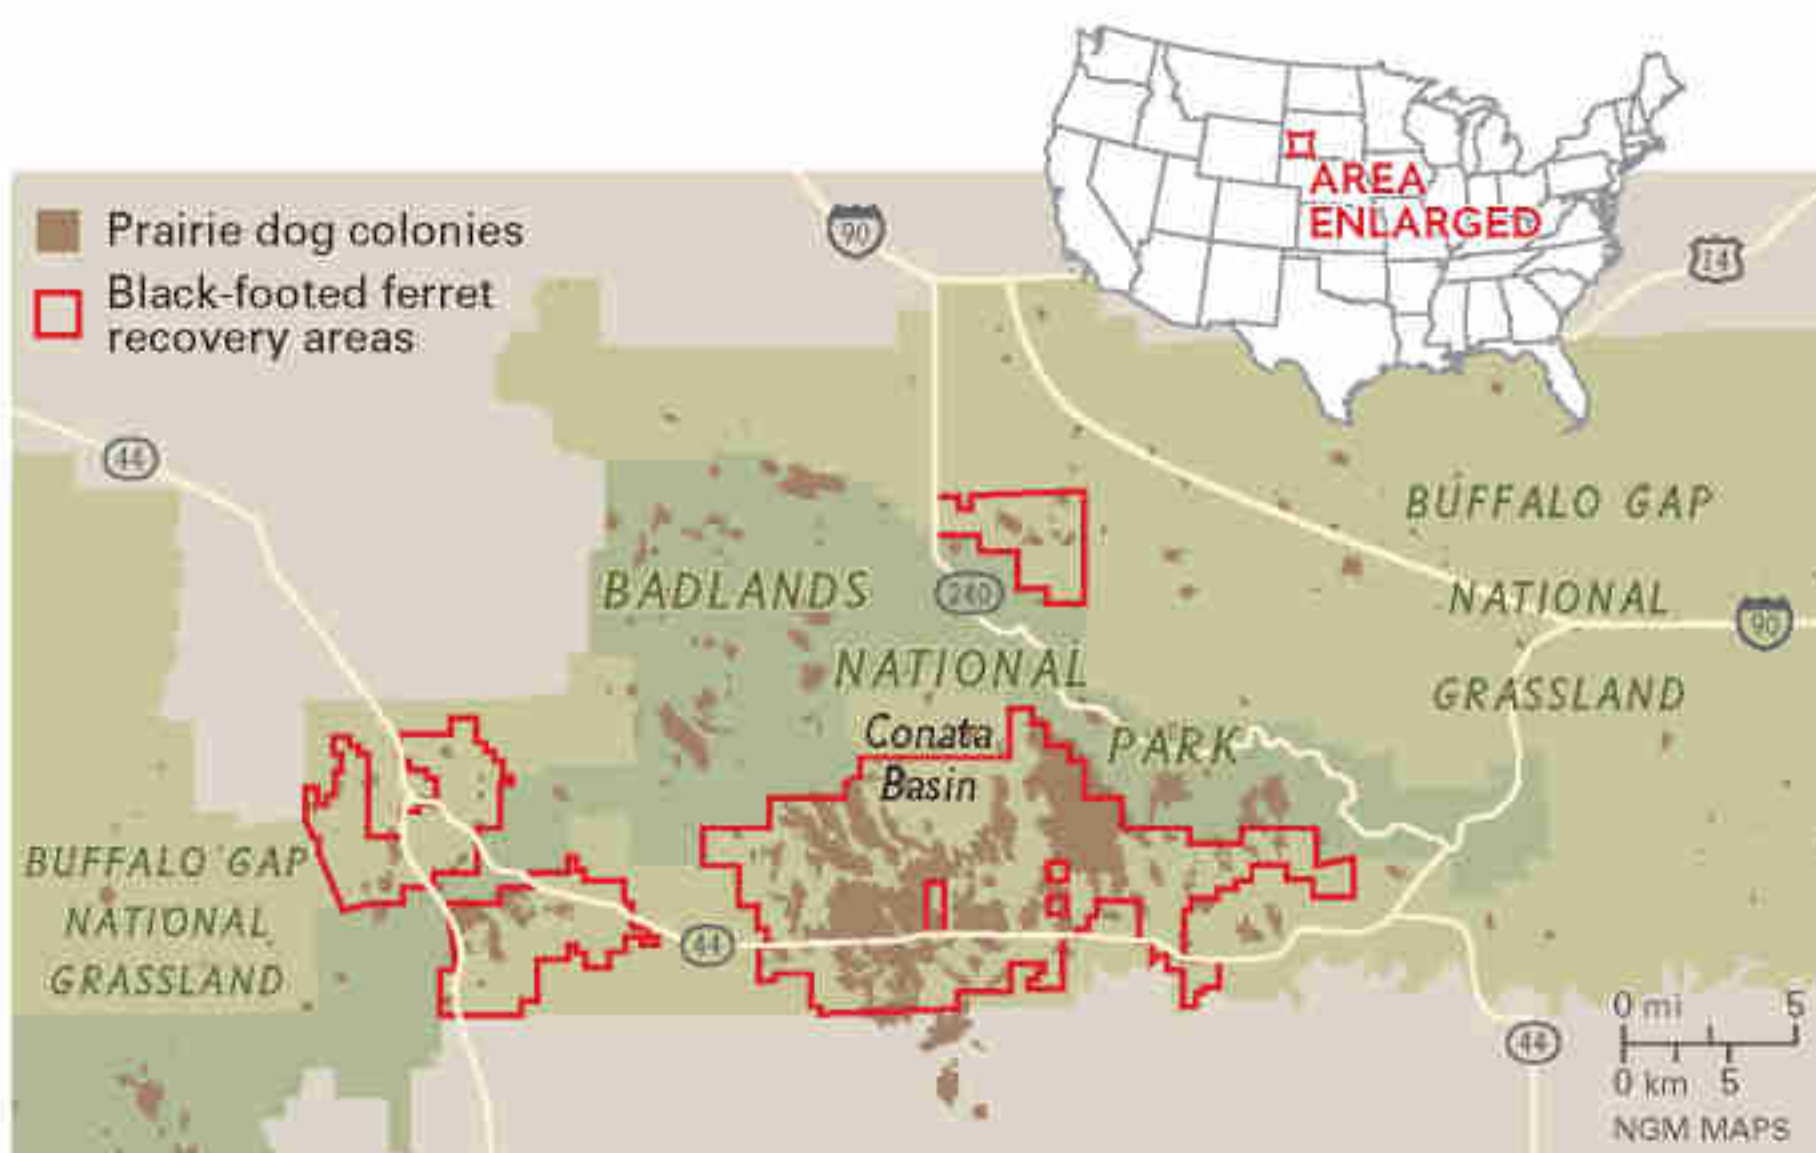 AREA
ENLARGED
Prairie dog colonies
Black-footed ferret
recovery areas
90
14
44
BUFFALO GAP
NATIONAL
GRASSLAND
240
90
BADLANDS
NATIONAL
PARK
Conata
Basin
BUFFALO GAP
NATIONAL
GRASSLAND
44
44
0 mi 5
0 km 5
NGM MAPS